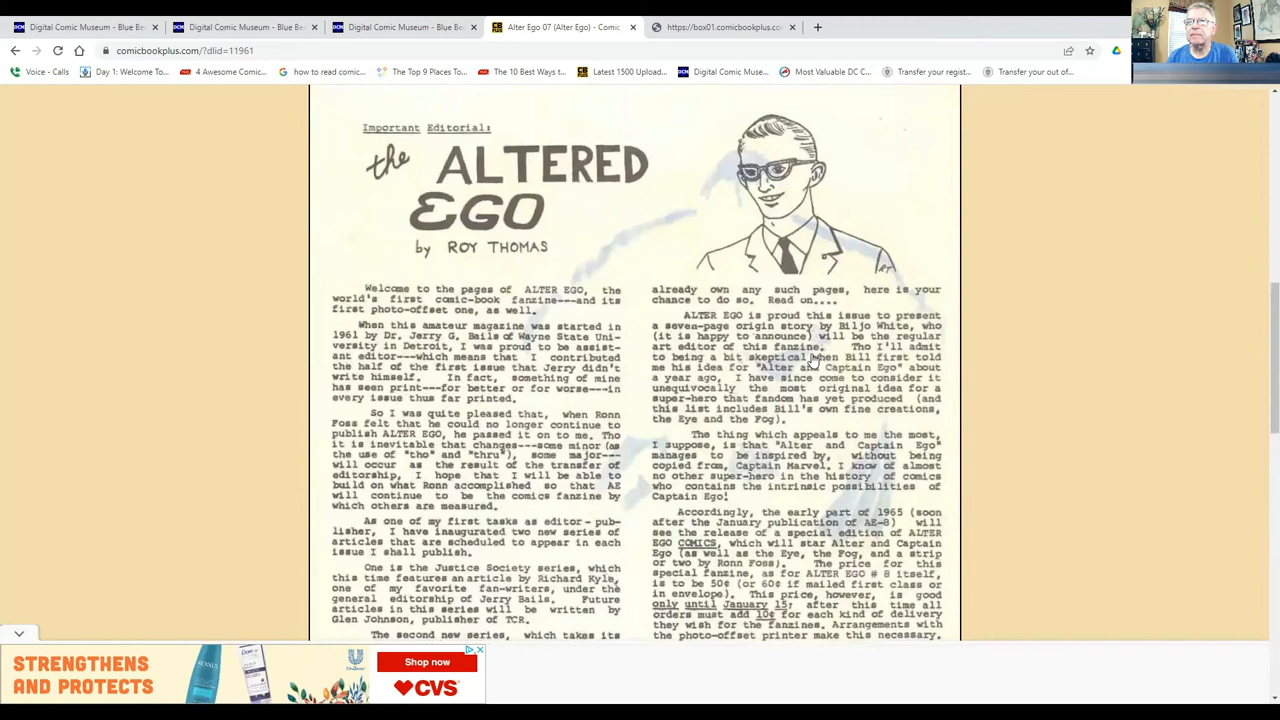 Digital Comic Museum - Blue Be
Digital Comic Museum - Blue Be
Digital Comic Museum - Blue Be
Alter Ego 07 (Alter Ego) - Comic
https://box01.comicbookplus.com/
comicbookplus.com/?dlid=11961
Voice - Calls
Day 1: Welcome To...
4 Awesome Comic...
how to read comic...
The Top 9 Places To...
The 10 Best Ways t...
Latest 1500 Upload...
Digital Comic Muse...
Most Valuable DC C...
Transfer your regist...
Transfer your out of...
Important Editorial:
the ALTERED
EGO
by ROY THOMAS
RT
Welcome to the pages of ALTER EGO, the
world's first comic-book fanzine---and its
first photo-offset one, as well.
When this amateur magazine was started in
1961 by Dr. Jerry G. Bails of Wayne State Uni-
versity in Detroit, I was proud to be assist-
ant editor---which means that I contributed
the half of the first issue that Jerry didn't
write himself. In fact, something of mine
has seen print---for better or for worse---in
every issue thus far printed.
So I was quite pleased that, when Ronn
Foss felt that he could no longer continue to
publish ALTER EGO, he passed it on to me. Tho
it is inevitable that changes---some minor (as
the use of "tho" and "thru"), some major---
will occur as the result of the transfer of
editorship, I hope that I will be able to
build on what Ronn accomplished so that AE
will continue to be the comics fanzine by
which others are measured.
As one of my first tasks as editor-pub-
lisher, I have inaugurated two new series of
articles that are scheduled to appear in each
issue I shall publish.
One is the Justice Society series, which
this time features an article by Richard Kyle,
one of my favorite fan-writers, under the
general editorship of Jerry Bails. Future
articles in this series will be written by
Glen Johnson, publisher of TCR.
The second new series, which takes its
already own any such pages, here is your
chance to do so. Read on....
ALTER EGO is proud this issue to present
a seven-page origin story by Biljo White, who
(it is happy to announce) will be the regular
art editor of this fanzine. Tho I'll admit
to being a bit skeptical when Bill first told
me his idea for "Alter and Captain Ego" about
a year ago, I have since come to consider it
unequivocally the most original idea for a
super-hero that fandom has yet produced (and
this list includes Bill's own fine creations,
the Eye and the Fog).
The thing which appeals to me the most,
I suppose, is that "Alter and Captain Ego"
manages to be inspired by, without being
copied from, Captain Marvel. I know of almost
no other super-hero in the history of comics
who contains the intrinsic possibilities of
Captain Ego!
Accordingly, the early part of 1965 (soon
after the January publication of AE-8) will
see the release of a special edition of ALTER
EGO COMICS, which will star Alter and Captain
Ego (as well as the Eye, the Fog, and a strip
or two by Ronn Foss). The price for this
special fanzine, as for ALTER EGO # 8 itself,
is to be 50¢ (or 60¢ if mailed first class or
in envelope). This price, however, is good
only until January 15; after this time all
orders must add 10¢ for each kind of delivery
they wish for the fanzines. Arrangements with
the photo-offset printer make this necessary.
STRENGTHENS
AND PROTECTS
NEXXUS
Dove
Unilever
Shop now
CVS